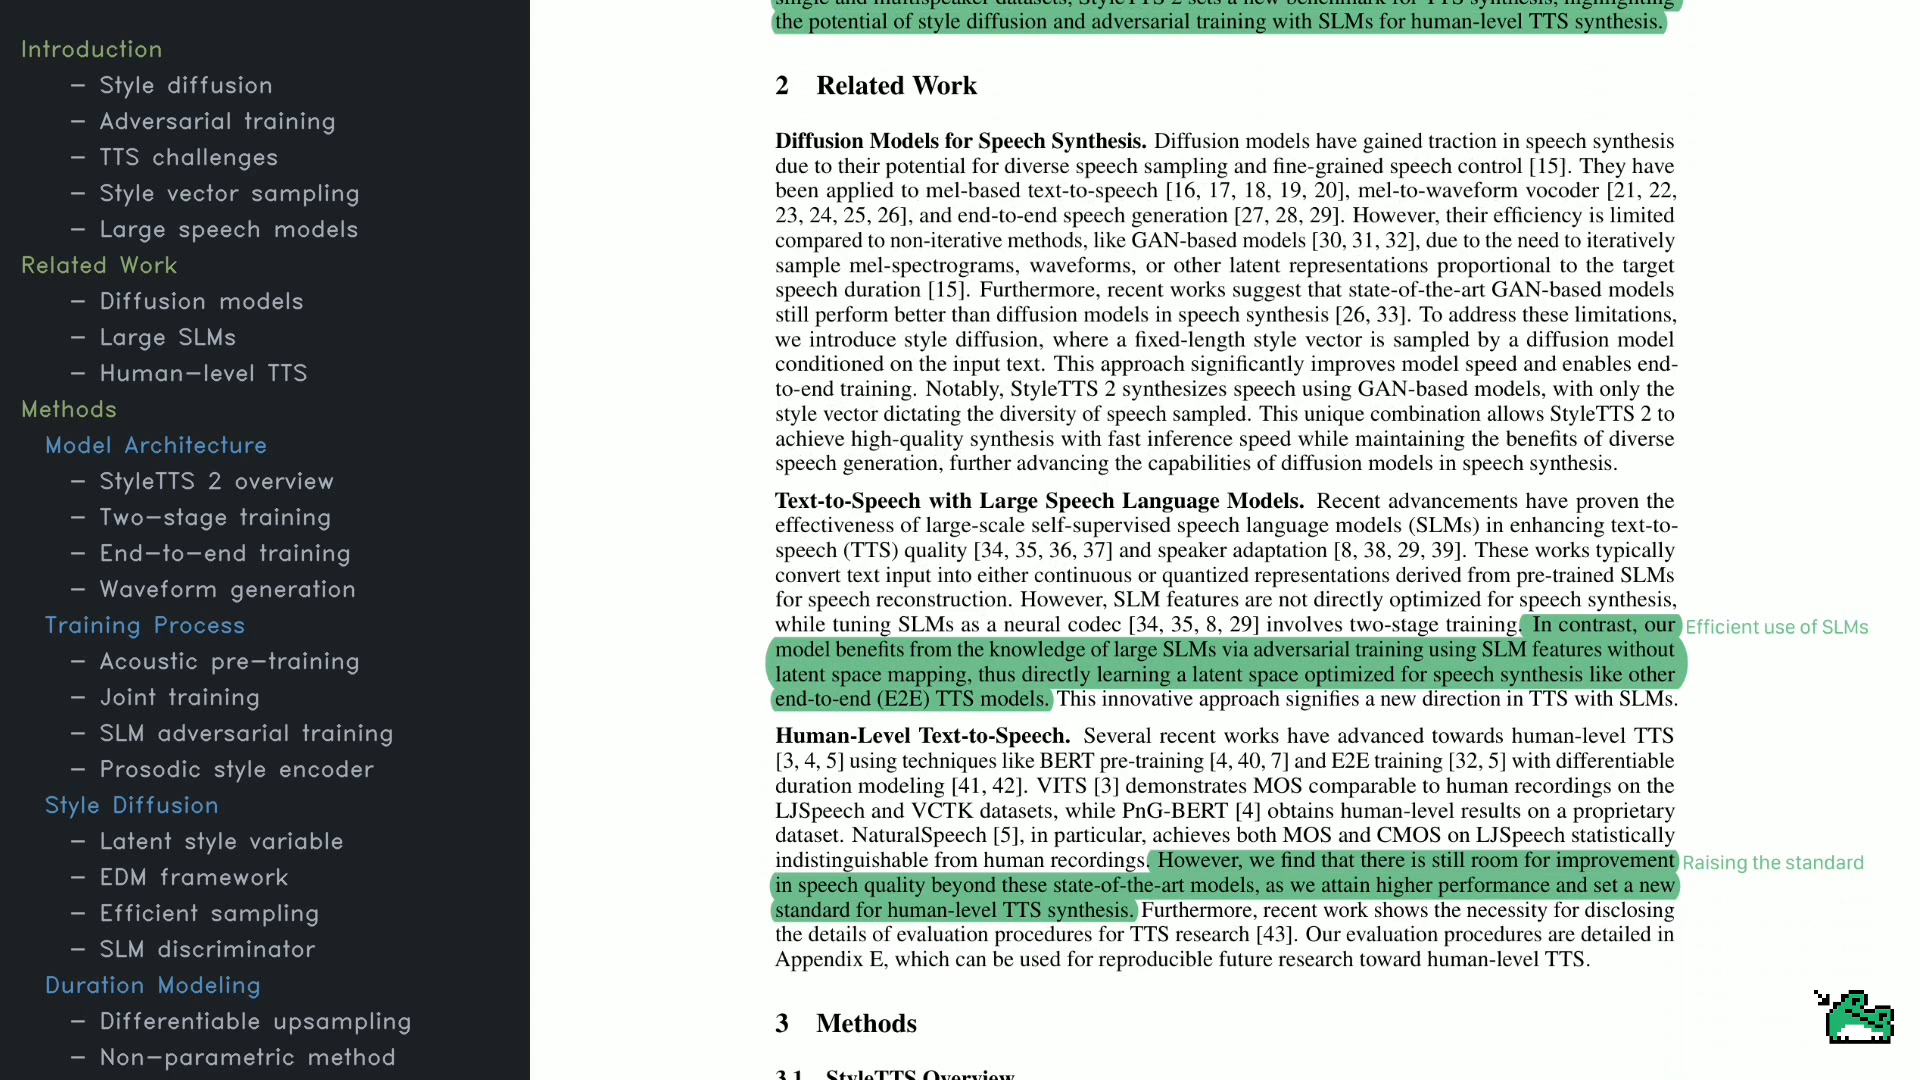 Introduction
– Style diffusion
– Adversarial training
– TTS challenges
– Style vector sampling
– Large speech models
Related Work
– Diffusion models
– Large SLMs
– Human–level TTS
Methods
Model Architecture
– StyleTTS 2 overview
– Two–stage training
– End–to–end training
– Waveform generation
Training Process
– Acoustic pre–training
– Joint training
– SLM adversarial training
– Prosodic style encoder
Style Diffusion
– Latent style variable
– EDM framework
– Efficient sampling
– SLM discriminator
Duration Modeling
– Differentiable upsampling
– Non–parametric method
single and multispeaker datasets, StyleTTS 2 sets a new benchmark for TTS synthesis, highlighting
the potential of style diffusion and adversarial training with SLMs for human-level TTS synthesis.
2 Related Work
Diffusion Models for Speech Synthesis. Diffusion models have gained traction in speech synthesis
due to their potential for diverse speech sampling and fine-grained speech control [15]. They have
been applied to mel-based text-to-speech [16, 17, 18, 19, 20], mel-to-waveform vocoder [21, 22,
23, 24, 25, 26], and end-to-end speech generation [27, 28, 29]. However, their efficiency is limited
compared to non-iterative methods, like GAN-based models [30, 31, 32], due to the need to iteratively
sample mel-spectrograms, waveforms, or other latent representations proportional to the target
speech duration [15]. Furthermore, recent works suggest that state-of-the-art GAN-based models
still perform better than diffusion models in speech synthesis [26, 33]. To address these limitations,
we introduce style diffusion, where a fixed-length style vector is sampled by a diffusion model
conditioned on the input text. This approach significantly improves model speed and enables end-
to-end training. Notably, StyleTTS 2 synthesizes speech using GAN-based models, with only the
style vector dictating the diversity of speech sampled. This unique combination allows StyleTTS 2 to
achieve high-quality synthesis with fast inference speed while maintaining the benefits of diverse
speech generation, further advancing the capabilities of diffusion models in speech synthesis.
Text-to-Speech with Large Speech Language Models. Recent advancements have proven the
effectiveness of large-scale self-supervised speech language models (SLMs) in enhancing text-to-
speech (TTS) quality [34, 35, 36, 37] and speaker adaptation [8, 38, 29, 39]. These works typically
convert text input into either continuous or quantized representations derived from pre-trained SLMs
for speech reconstruction. However, SLM features are not directly optimized for speech synthesis,
while tuning SLMs as a neural codec [34, 35, 8, 29] involves two-stage training. In contrast, our
Efficient use of SLMs
model benefits from the knowledge of large SLMs via adversarial training using SLM features without
latent space mapping, thus directly learning a latent space optimized for speech synthesis like other
end-to-end (E2E) TTS models. This innovative approach signifies a new direction in TTS with SLMs.
Human-Level Text-to-Speech. Several recent works have advanced towards human-level TTS
[3, 4, 5] using techniques like BERT pre-training [4, 40, 7] and E2E training [32, 5] with differentiable
duration modeling [41, 42]. VITS [3] demonstrates MOS comparable to human recordings on the
LJSpeech and VCTK datasets, while PnG-BERT [4] obtains human-level results on a proprietary
dataset. NaturalSpeech [5], in particular, achieves both MOS and CMOS on LJSpeech statistically
indistinguishable from human recordings. However, we find that there is still room for improvement
Raising the standard
in speech quality beyond these state-of-the-art models, as we attain higher performance and set a new
standard for human-level TTS synthesis. Furthermore, recent work shows the necessity for disclosing
the details of evaluation procedures for TTS research [43]. Our evaluation procedures are detailed in
Appendix E, which can be used for reproducible future research toward human-level TTS.
3 Methods
3.1 StyleTTS Overview